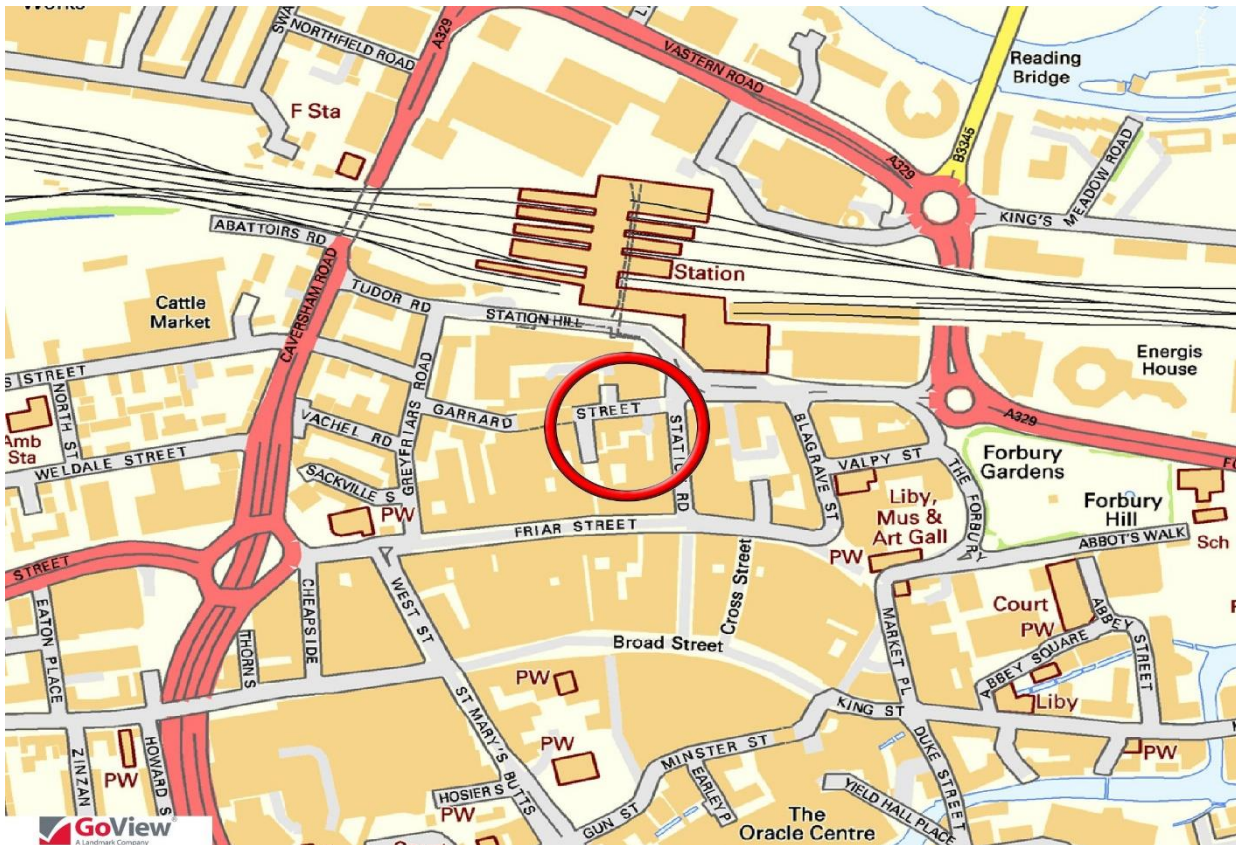 Works
NORTHFIELD ROAD
SWA
A329
VASTERN ROAD
Reading
Bridge
F Sta
A329
B3345
KING'S
MEADOW ROAD
ABATTOIRS RD
Station
Cattle
Market
TUDOR RD
STATION HILL
CAVERSHAM ROAD
Energis
House
S STREET
NORTH ST
GREYFRIARS ROAD
GARRARD
STREET
STATIO
RD
BLAGRAVE ST
A329
FO
Amb
Sta
VACHEL RD
WELDALE STREET
VALPY ST
THE FORBURY
Forbury
Gardens
SACKVILLE S
PW
Liby,
Mus &
Art Gall
Forbury
Hill
Sch
FRIAR STREET
ABBOT'S WALK
PW
STREET
EATON PLACE
CHEAPSIDE
WEST ST
Cross Street
MARKET PL
Court
PW
ABBEY SQUARE
ABBEY STREET
THORN S
Broad Street
PW
Liby
KING ST
K
ZINZAN
PW
HOWARD S
ST MARY'S BUTTS
PW
MINSTER ST
DUKE STREET
PW
HOSIER S
EARLEY P
PW
GUN ST
YIELD HALL PLACE
The
Oracle Centre
GoView
A Landmark Company